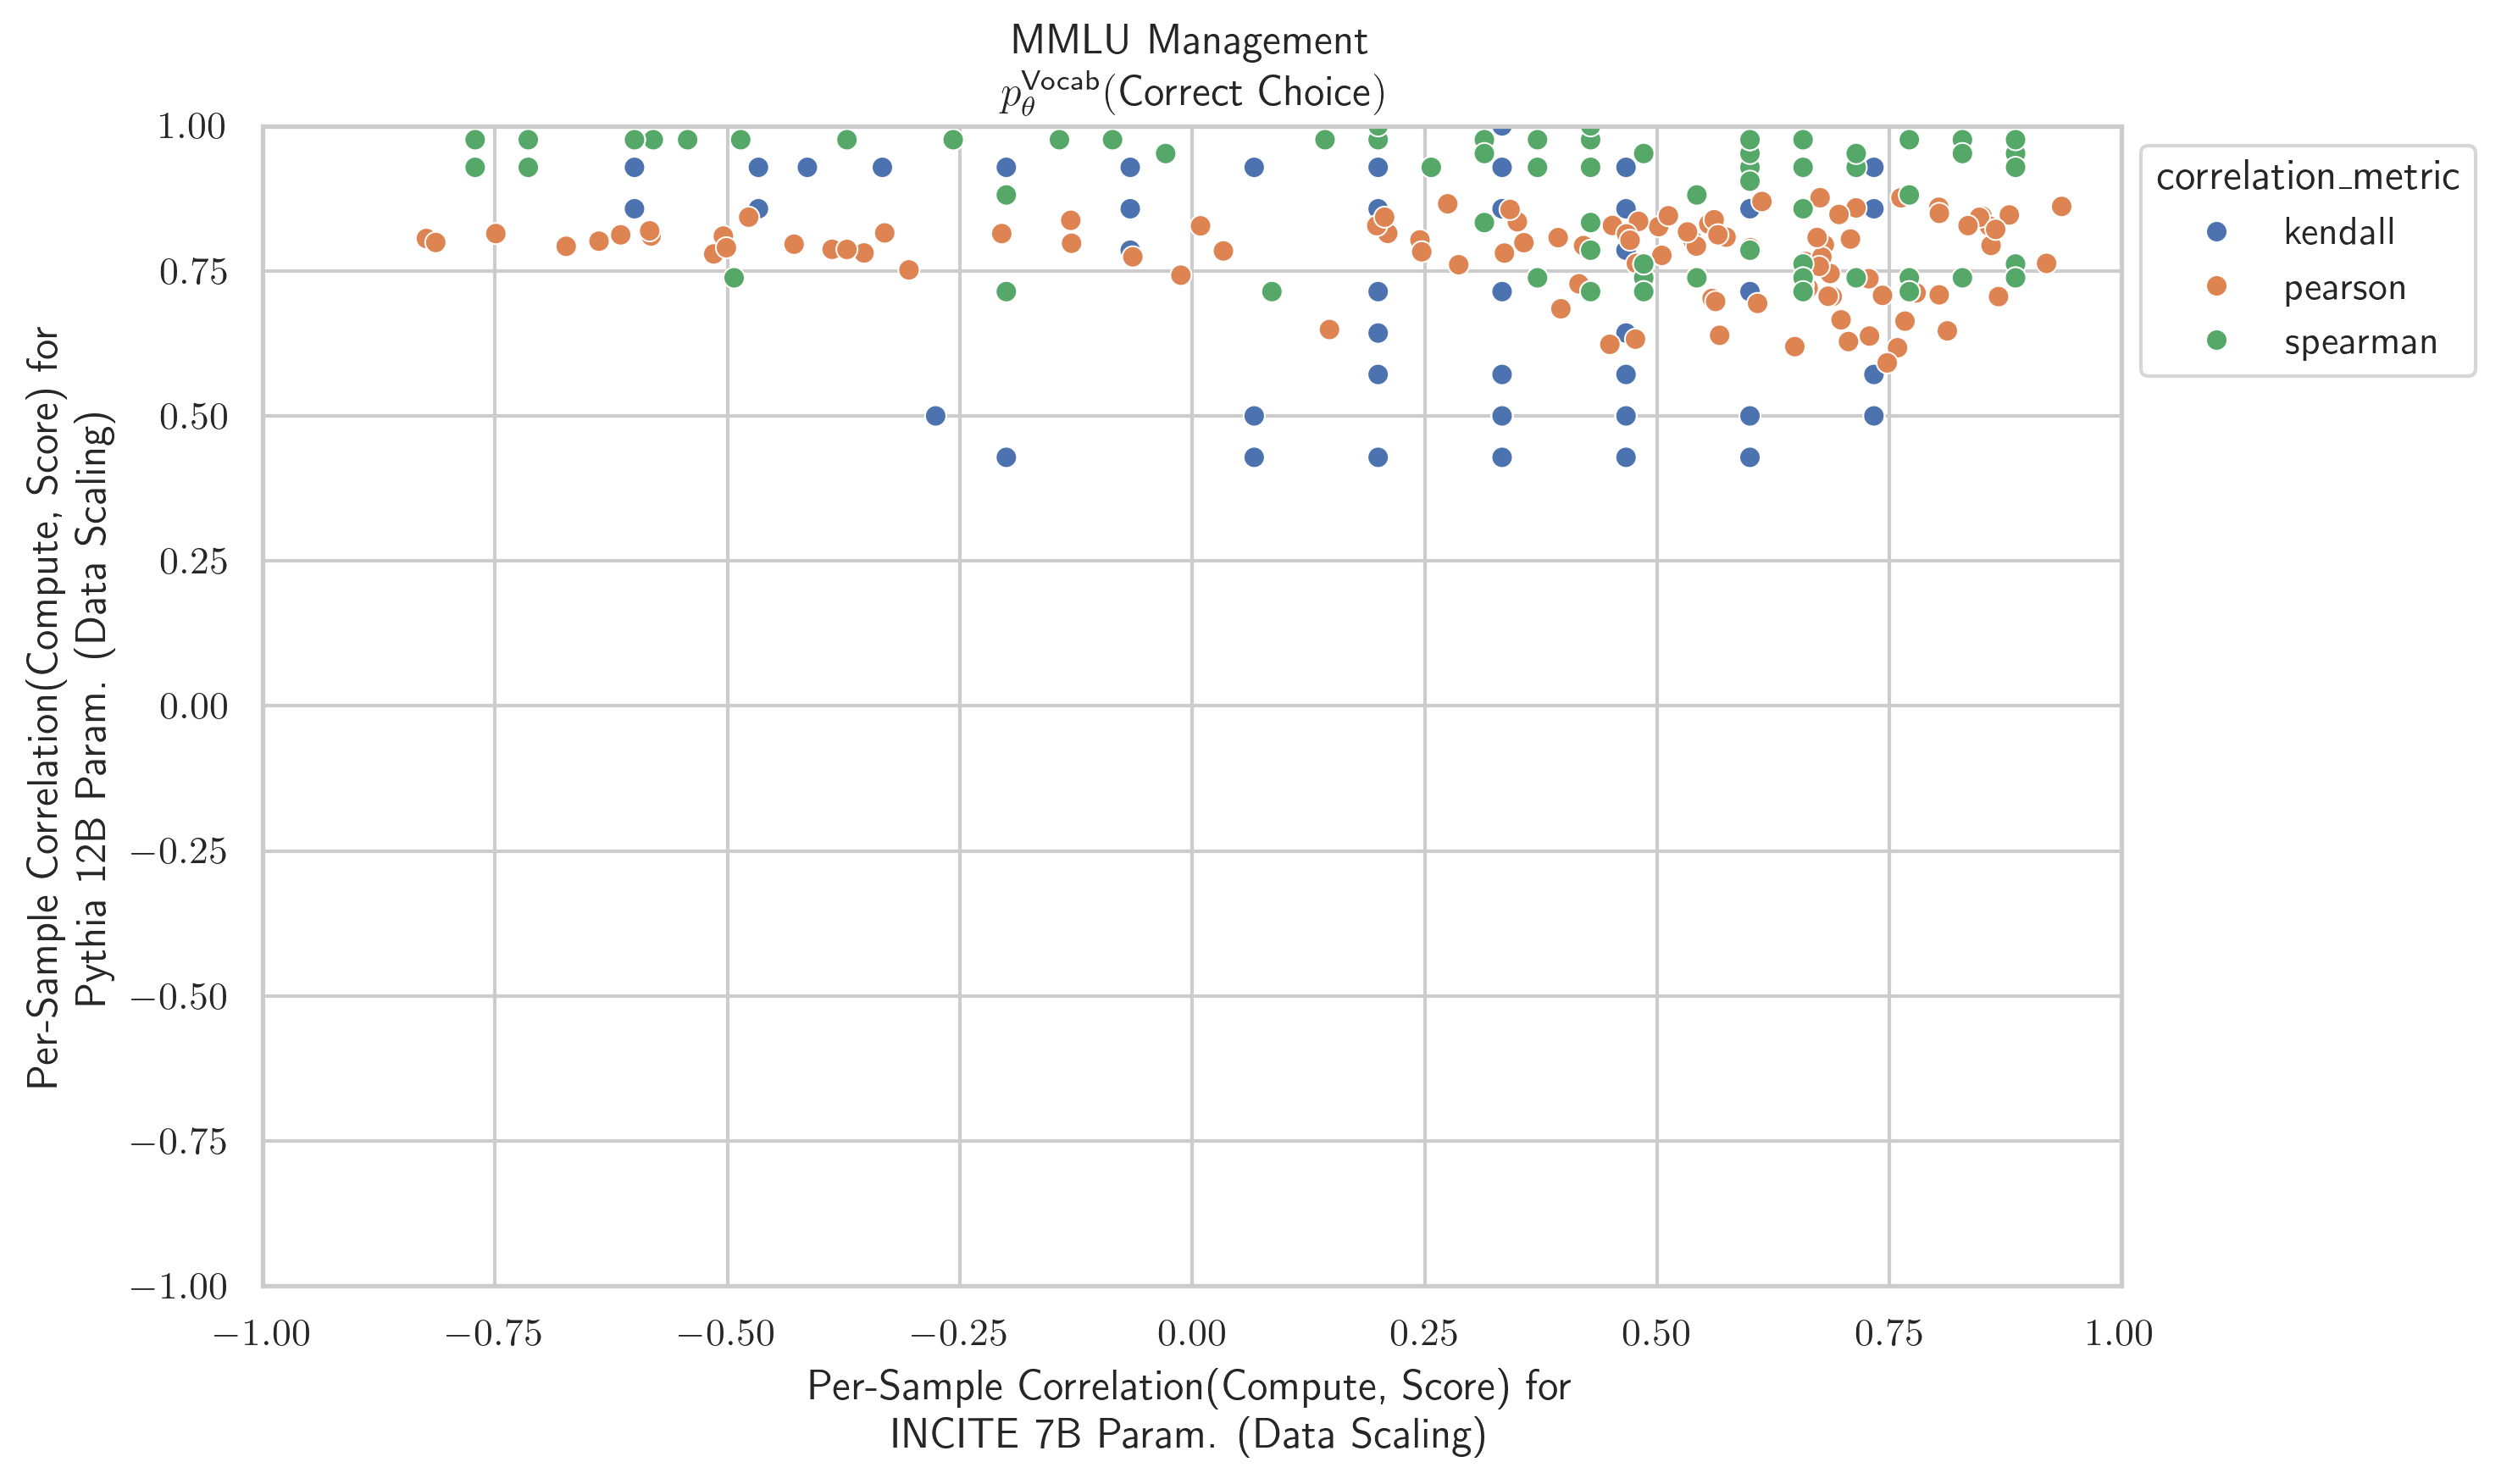 MMLU Management
p_θ^Vocab(Correct Choice)
1.00
0.75
0.50
0.25
0.00
−0.25
−0.50
−0.75
−1.00
Per-Sample Correlation(Compute, Score) for
Pythia 12B Param. (Data Scaling)
−1.00
−0.75
−0.50
−0.25
0.00
0.25
0.50
0.75
1.00
Per-Sample Correlation(Compute, Score) for
INCITE 7B Param. (Data Scaling)
correlation_metric
kendall
pearson
spearman